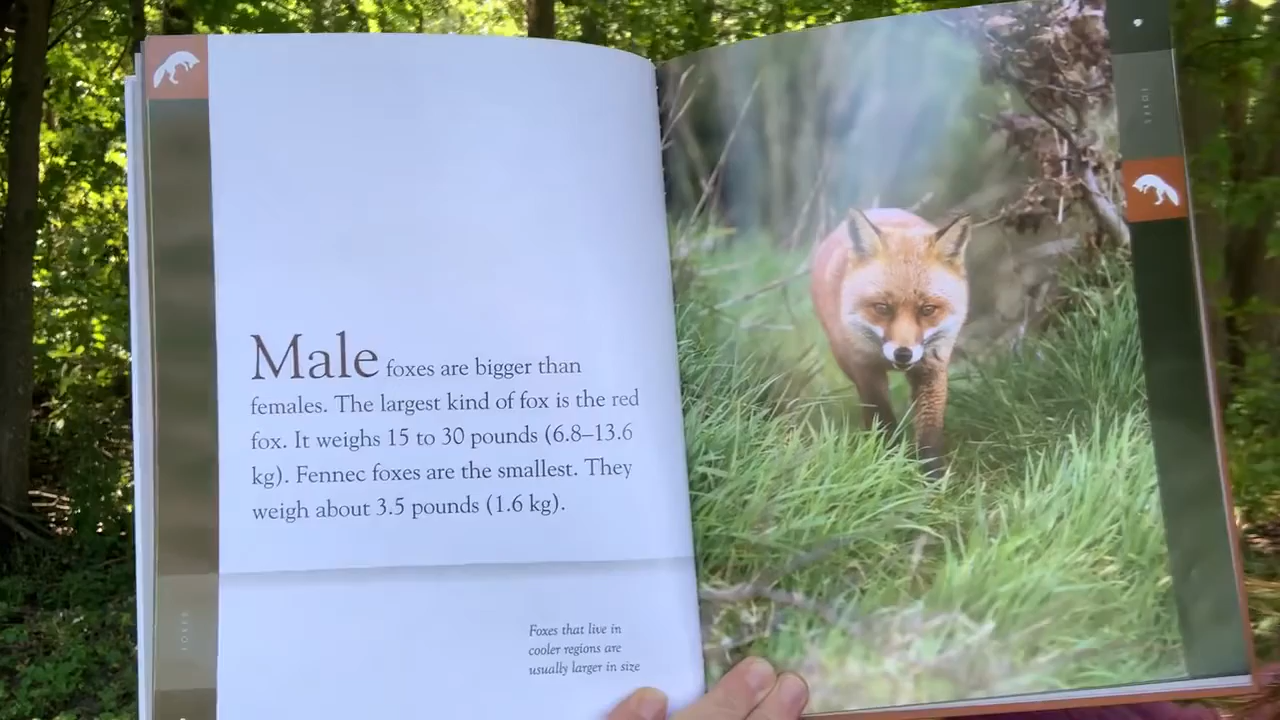 Male foxes are bigger than
females. The largest kind of fox is the red
fox. It weighs 15 to 30 pounds (6.8–13.6
kg). Fennec foxes are the smallest. They
weigh about 3.5 pounds (1.6 kg).
Foxes that live in
cooler regions are
usually larger in size
FOXES